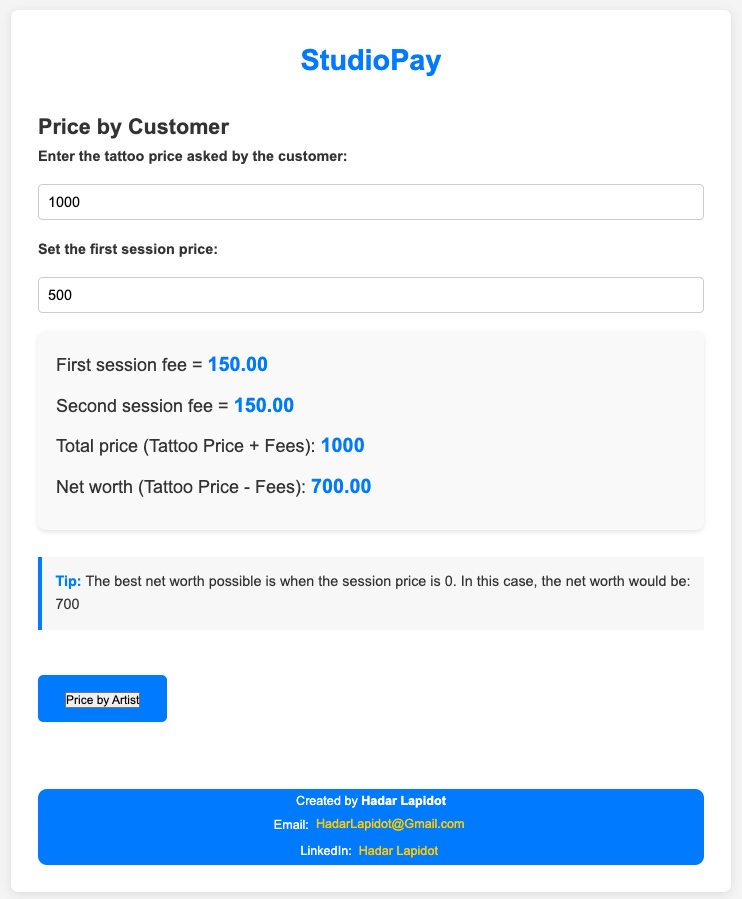 StudioPay
Price by Customer
Enter the tattoo price asked by the customer:
1000
Set the first session price:
500
First session fee = 150.00
Second session fee = 150.00
Total price (Tattoo Price + Fees): 1000
Net worth (Tattoo Price - Fees): 700.00
Tip: The best net worth possible is when the session price is 0. In this case, the net worth would be:
700
Price by Artist
Created by Hadar Lapidot
Email: HadarLapidot@Gmail.com
LinkedIn: Hadar Lapidot